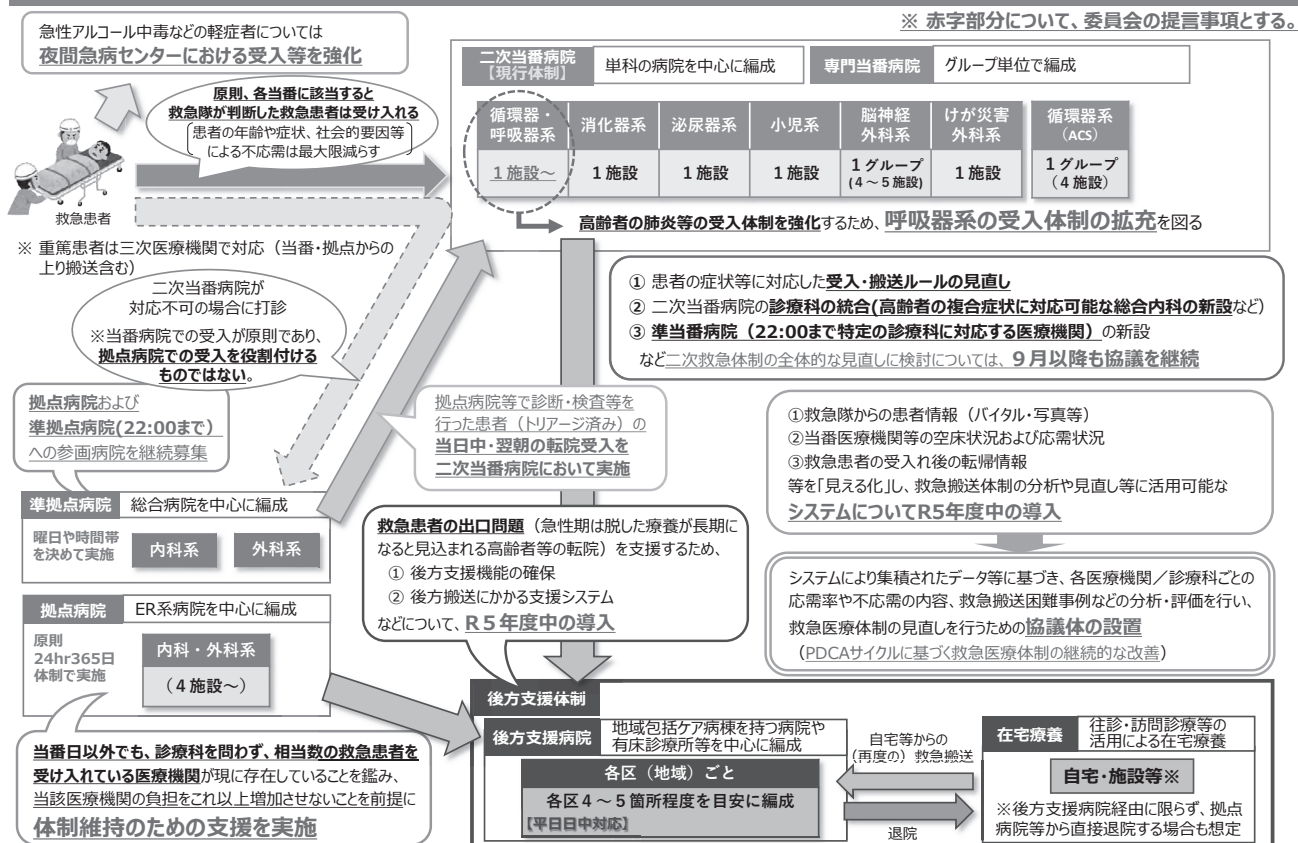 ※ 赤字部分について、委員会の提言事項とする。
急性アルコール中毒などの軽症者については
夜間急病センターにおける受入等を強化
原則、各当番に該当すると
救急隊が判断した救急患者は受け入れる
患者の年齢や症状、社会的要因等
による不応需は最大限減らす
救急患者
※ 重篤患者は三次医療機関で対応（当番・拠点からの
上り搬送含む）
二次当番病院
【現行体制】
単科の病院を中心に編成
専門当番病院
グループ単位で編成
循環器・
呼吸器系
消化器系
泌尿器系
小児系
脳神経
外科系
けが災害
外科系
循環器系
（ACS）
１施設～
１施設
１施設
１施設
１グループ
(４～５施設)
１施設
１グループ
（４施設）
高齢者の肺炎等の受入体制を強化するため、呼吸器系の受入体制の拡充を図る
二次当番病院が
対応不可の場合に打診
※当番病院での受入が原則であり、
拠点病院での受入を役割付ける
ものではない。
① 患者の症状等に対応した受入・搬送ルールの見直し
② 二次当番病院の診療科の統合(高齢者の複合症状に対応可能な総合内科の新設など）
③ 準当番病院（22:00まで特定の診療科に対応する医療機関）の新設
など二次救急体制の全体的な見直しに検討については、９月以降も協議を継続
拠点病院および
準拠点病院(22:00まで）
への参画病院を継続募集
拠点病院等で診断・検査等を
行った患者（トリアージ済み）の
当日中・翌朝の転院受入を
二次当番病院において実施
①救急隊からの患者情報（バイタル・写真等）
②当番医療機関等の空床状況および応需状況
③救急患者の受入れ後の転帰情報
等を「見える化」し、救急搬送体制の分析や見直し等に活用可能な
システムについてR5年度中の導入
準拠点病院
総合病院を中心に編成
曜日や時間帯
を決めて実施
内科系
外科系
救急患者の出口問題（急性期は脱した療養が長期に
なると見込まれる高齢者等の転院）を支援するため、
① 後方支援機能の確保
② 後方搬送にかかる支援システム
などについて、R５年度中の導入
システムにより集積されたデータ等に基づき、各医療機関／診療科ごとの
応需率や不応需の内容、救急搬送困難事例などの分析・評価を行い、
救急医療体制の見直しを行うための協議体の設置
（PDCAサイクルに基づく救急医療体制の継続的な改善）
拠点病院
ER系病院を中心に編成
原則
24hr365日
体制で実施
内科・外科系
（４施設～）
当番日以外でも、診療科を問わず、相当数の救急患者を
受け入れている医療機関が現に存在していることを鑑み、
当該医療機関の負担をこれ以上増加させないことを前提に
体制維持のための支援を実施
後方支援体制
後方支援病院
地域包括ケア病棟を持つ病院や
有床診療所等を中心に編成
各区（地域）ごと
各区４～５箇所程度を目安に編成
【平日日中対応】
自宅等からの
（再度の）救急搬送
退院
在宅療養
往診・訪問診療等の
活用による在宅療養
自宅・施設等※
※後方支援病院経由に限らず、拠点
病院等から直接退院する場合も想定